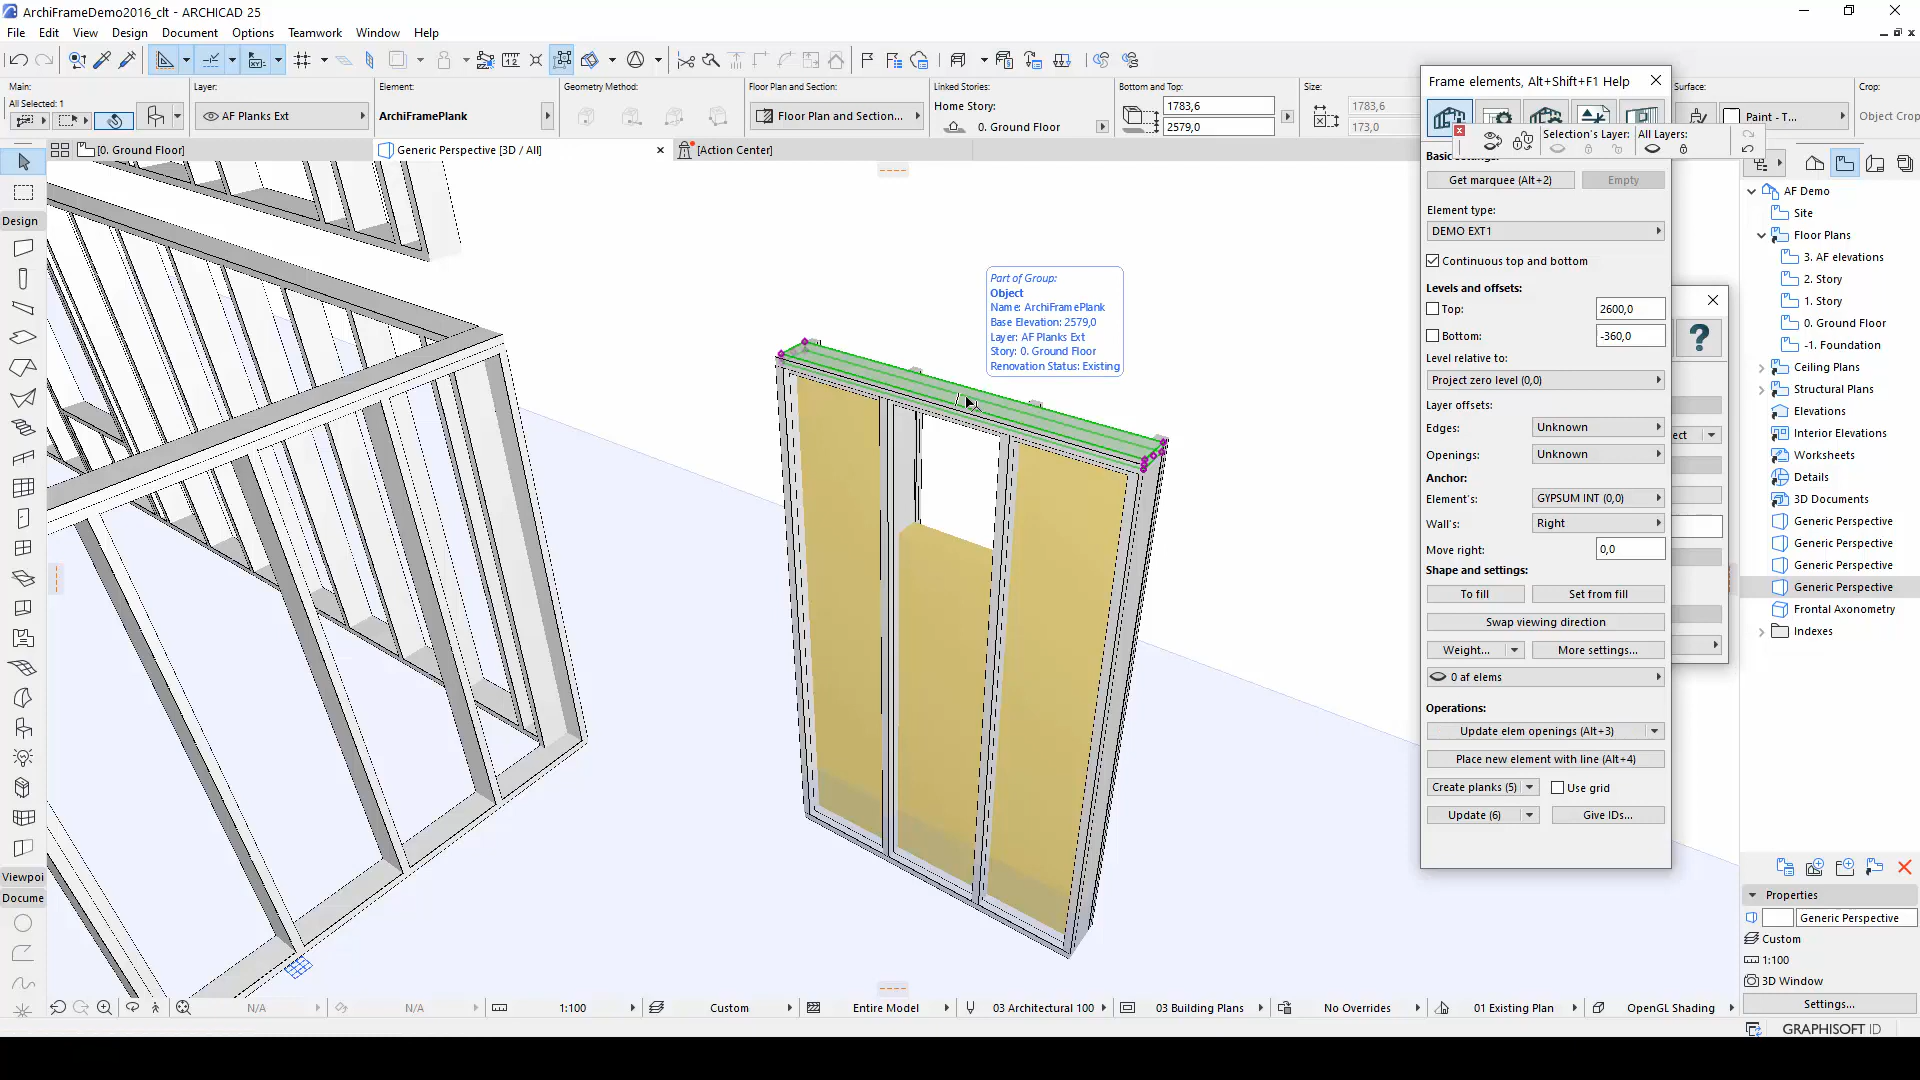 ArchiFrameDemo2016_clt - ARCHICAD 25
File Edit View Design Document Options Teamwork Window Help
Main:
All Selected: 1
Layer:
AF Planks Ext
Element:
ArchiFramePlank
Geometry Method:
Floor Plan and Section:
Floor Plan and Section...
Linked Stories:
Home Story:
0. Ground Floor
Bottom and Top:
1783,6
2579,0
Size:
1783,6
173,0
Surface:
Paint - T...
Crop:
Object Crop
[0. Ground Floor]
Generic Perspective [3D / All]
[Action Center]
Design
Viewpoi
Docume
Part of Group:
Object
Name: ArchiFramePlank
Base Elevation: 2579,0
Layer: AF Planks Ext
Story: 0. Ground Floor
Renovation Status: Existing
Frame elements, Alt+Shift+F1 Help
Selection's Layer:
All Layers:
Get marquee (Alt+2)
Empty
Element type:
DEMO EXT1
Continuous top and bottom
Levels and offsets:
Top:
2600,0
Bottom:
-360,0
Level relative to:
Project zero level (0,0)
Layer offsets:
Edges:
Unknown
Openings:
Unknown
Anchor:
Element's:
GYPSUM INT (0,0)
Wall's:
Right
Move right:
0,0
Shape and settings:
To fill
Set from fill
Swap viewing direction
Weight...
More settings...
0 af elems
Operations:
Update elem openings (Alt+3)
Place new element with line (Alt+4)
Create planks (5)
Use grid
Update (6)
Give IDs...
?
ect
AF Demo
Site
Floor Plans
3. AF elevations
2. Story
1. Story
0. Ground Floor
-1. Foundation
Ceiling Plans
Structural Plans
Elevations
Interior Elevations
Worksheets
Details
3D Documents
Generic Perspective
Generic Perspective
Generic Perspective
Generic Perspective
Frontal Axonometry
Indexes
Properties
Generic Perspective
Custom
1:100
3D Window
Settings...
N/A
N/A
1:100
Custom
Entire Model
03 Architectural 100
03 Building Plans
No Overrides
01 Existing Plan
OpenGL Shading
GRAPHISOFT ID